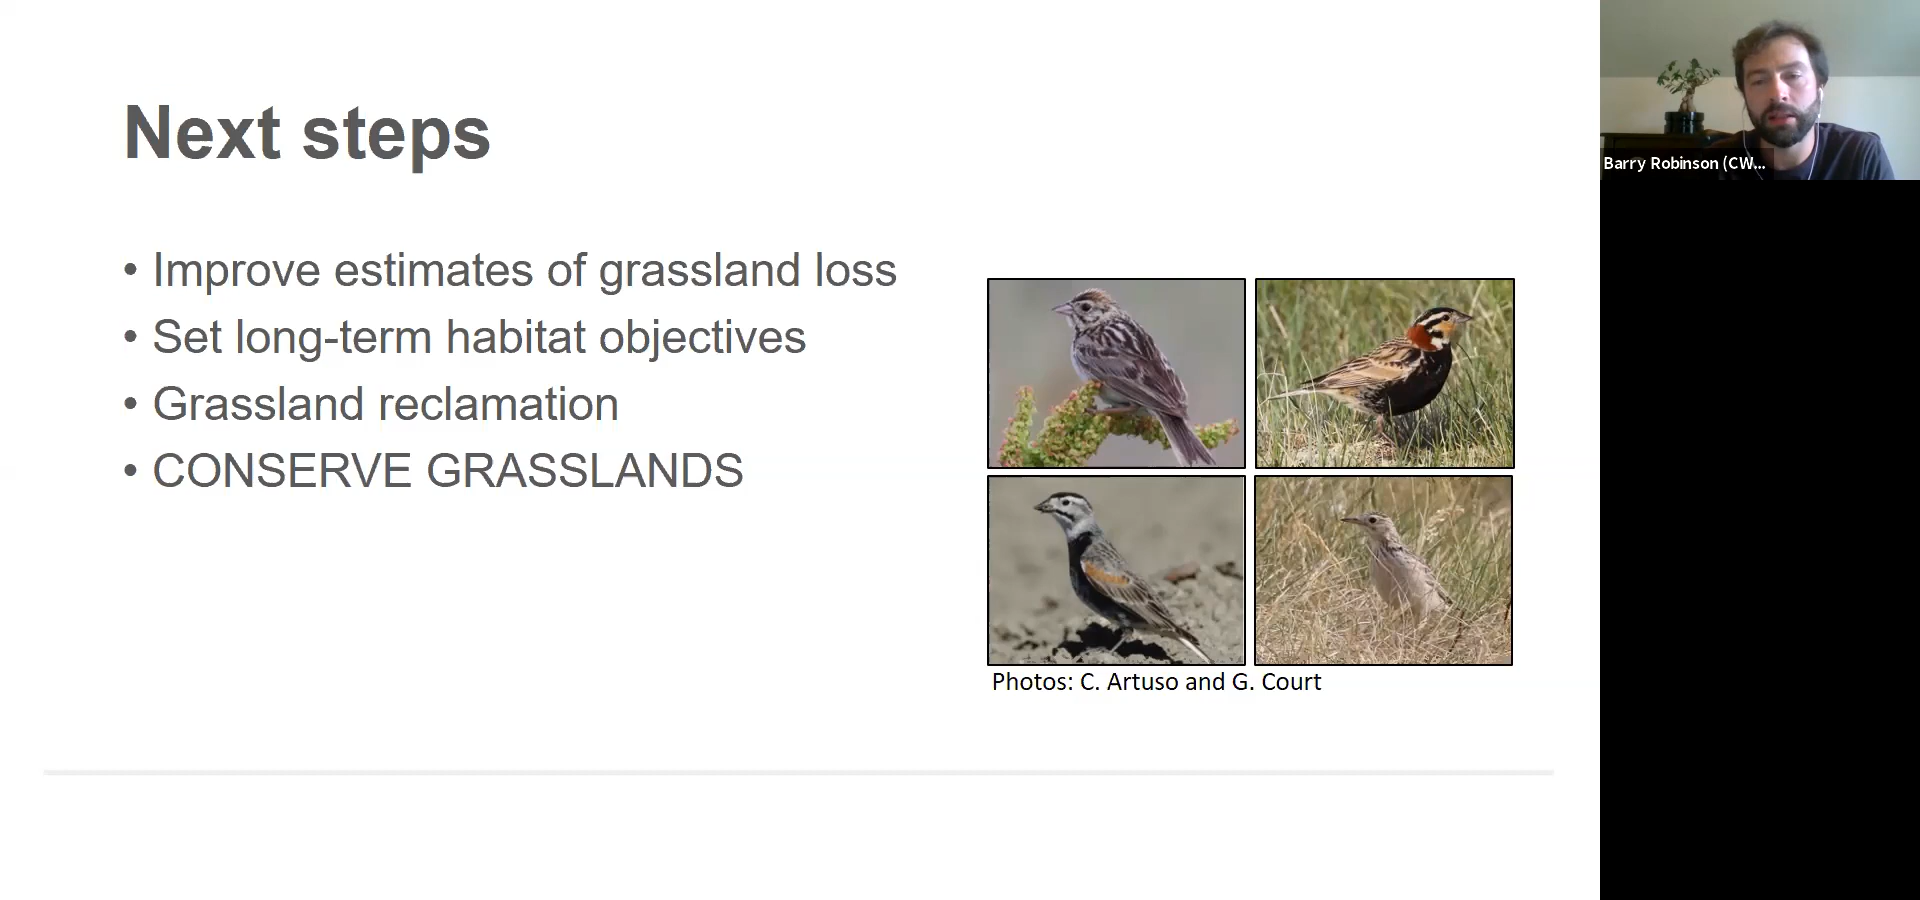 Next steps
• Improve estimates of grassland loss
• Set long-term habitat objectives
• Grassland reclamation
• CONSERVE GRASSLANDS
Photos: C. Artuso and G. Court
Barry Robinson (CW...